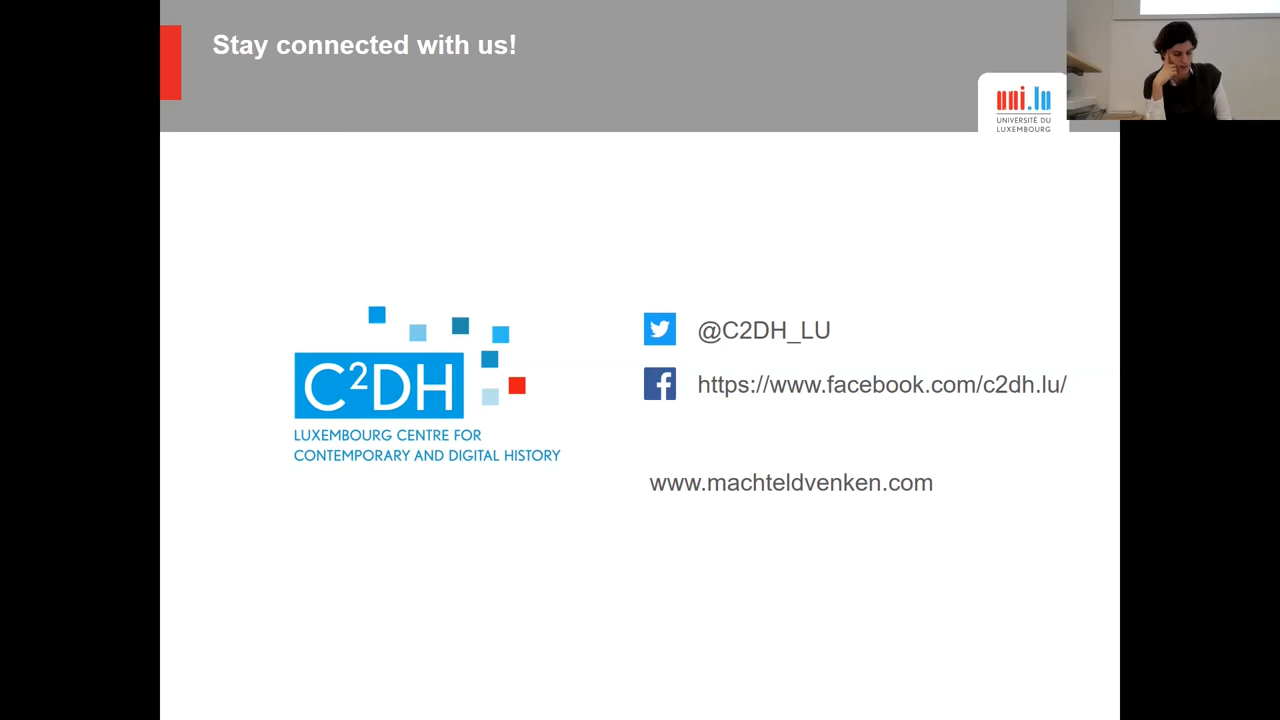 Stay connected with us!
uni.lu
UNIVERSITÉ DU
LUXEMBOURG
C²DH
LUXEMBOURG CENTRE FOR
CONTEMPORARY AND DIGITAL HISTORY
@C2DH_LU
https://www.facebook.com/c2dh.lu/
www.machteldvenken.com